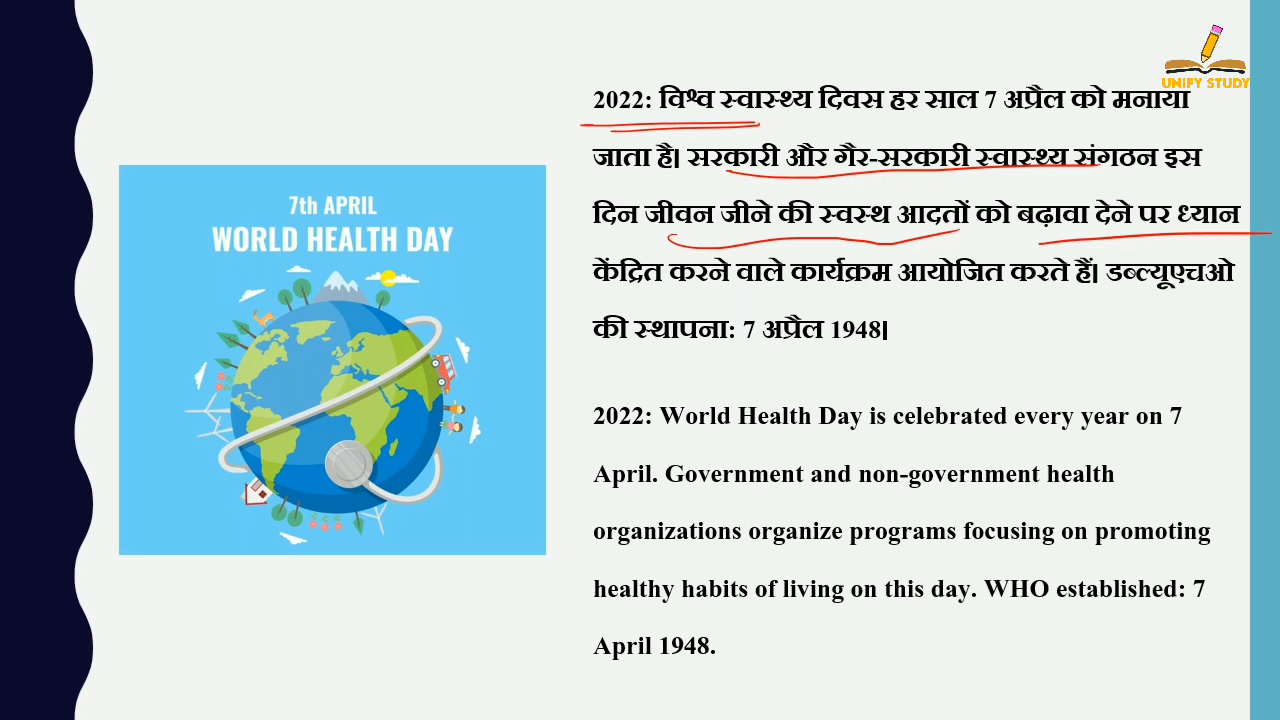 UNIFY STUDY
2022: विश्व स्वास्थ्य दिवस हर साल 7 अप्रैल को मनाया
जाता है। सरकारी और गैर-सरकारी स्वास्थ्य संगठन इस
दिन जीवन जीने की स्वस्थ आदतों को बढ़ावा देने पर ध्यान
केंद्रित करने वाले कार्यक्रम आयोजित करते हैं। डब्ल्यूएचओ
की स्थापना: 7 अप्रैल 1948।
7th APRIL
WORLD HEALTH DAY
2022: World Health Day is celebrated every year on 7
April. Government and non-government health
organizations organize programs focusing on promoting
healthy habits of living on this day. WHO established: 7
April 1948.